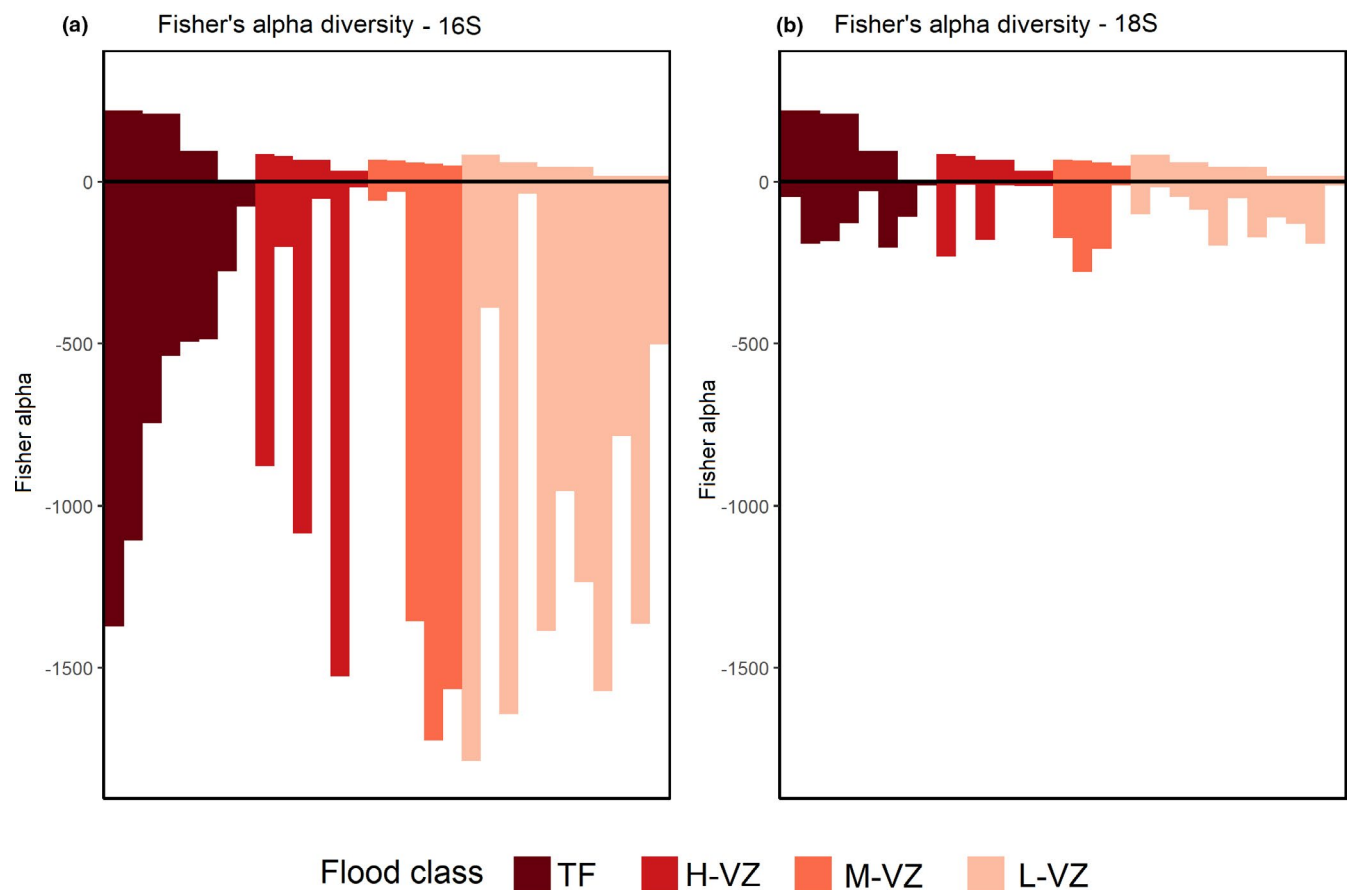 (a) Fisher's alpha diversity - 16S
0
-500
-1000
-1500
Fisher alpha
(b) Fisher's alpha diversity - 18S
0
-500
-1000
-1500
Fisher alpha
Flood class TF H-VZ M-VZ L-VZ